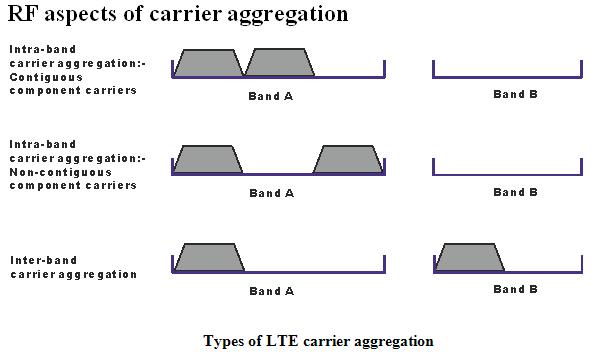 RF aspects of carrier aggregation
Intra-band
carrier aggregation:-
Contiguous
component carriers
Band A
Band B
Intra-band
carrier aggregation:-
Non-contiguous
component carriers
Band A
Band B
Inter-band
carrier aggregation
Band A
Band B
Types of LTE carrier aggregation